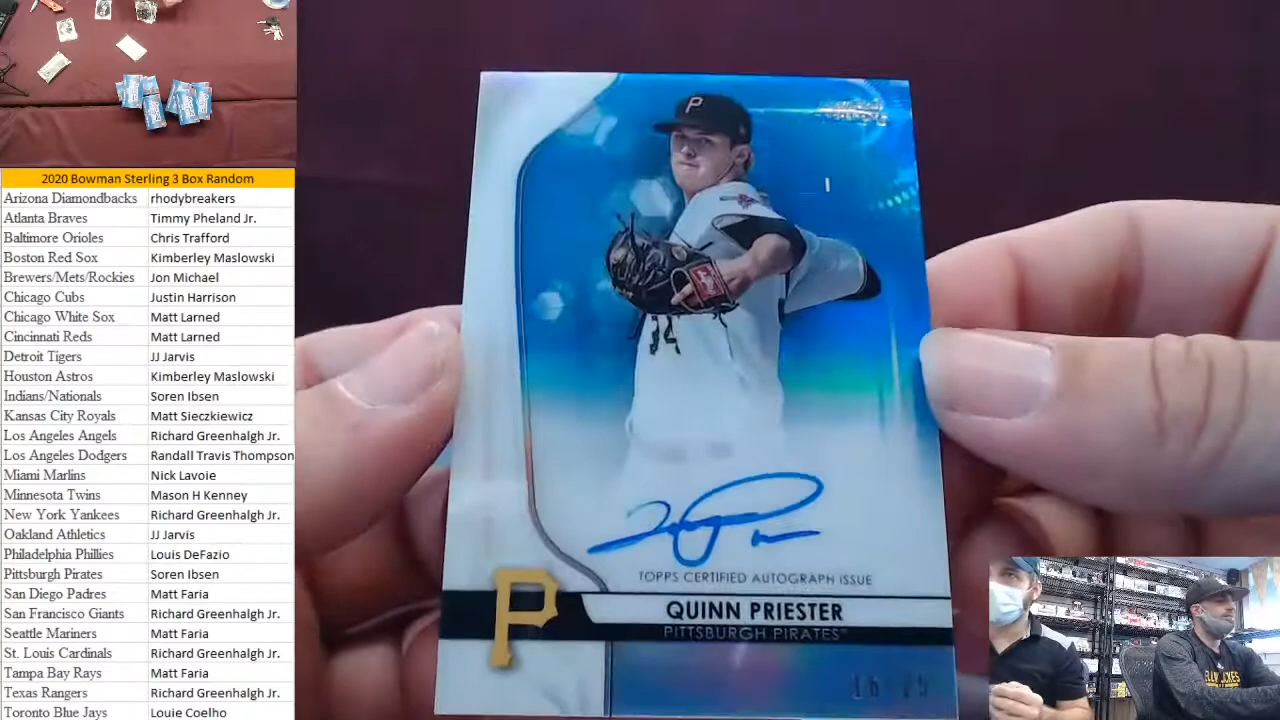 2020 Bowman Sterling 3 Box Random
Arizona Diamondbacks rhodybreakers
Atlanta Braves Timmy Pheland Jr.
Baltimore Orioles Chris Trafford
Boston Red Sox Kimberley Maslowski
Brewers/Mets/Rockies Jon Michael
Chicago Cubs Justin Harrison
Chicago White Sox Matt Larned
Cincinnati Reds Matt Larned
Detroit Tigers JJ Jarvis
Houston Astros Kimberley Maslowski
Indians/Nationals Soren Ibsen
Kansas City Royals Matt Sieczkiewicz
Los Angeles Angels Richard Greenhalgh Jr.
Los Angeles Dodgers Randall Travis Thompson
Miami Marlins Nick Lavoie
Minnesota Twins Mason H Kenney
New York Yankees Richard Greenhalgh Jr.
Oakland Athletics JJ Jarvis
Philadelphia Phillies Louis DeFazio
Pittsburgh Pirates Soren Ibsen
San Diego Padres Matt Faria
San Francisco Giants Richard Greenhalgh Jr.
Seattle Mariners Matt Faria
St. Louis Cardinals Richard Greenhalgh Jr.
Tampa Bay Rays Matt Faria
Texas Rangers Richard Greenhalgh Jr.
Toronto Blue Jays Louie Coelho
P
34
TOPPS CERTIFIED AUTOGRAPH ISSUE
P
QUINN PRIESTER
PITTSBURGH PIRATES